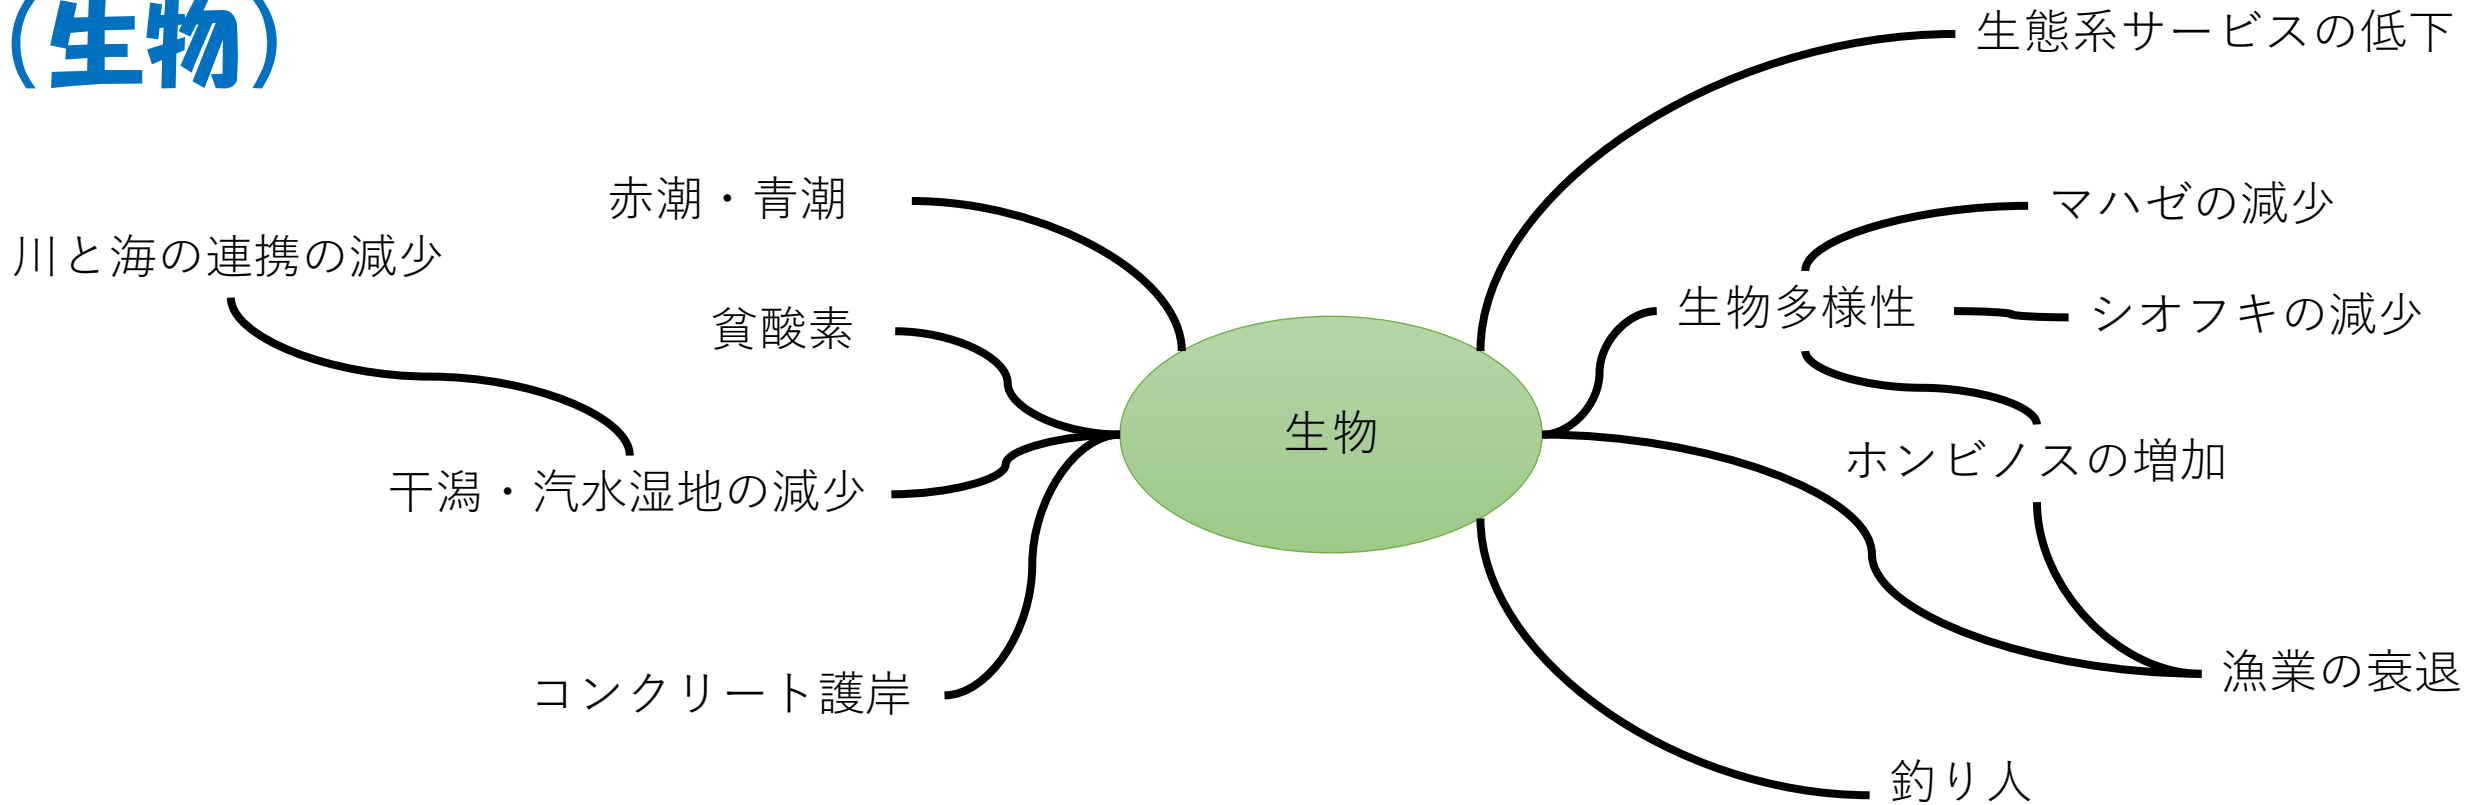 （生物）
生態系サービスの低下
赤潮・青潮
マハゼの減少
川と海の連携の減少
貧酸素
生物多様性
シオフキの減少
生物
ホンビノスの増加
干潟・汽水湿地の減少
コンクリート護岸
漁業の衰退
釣り人